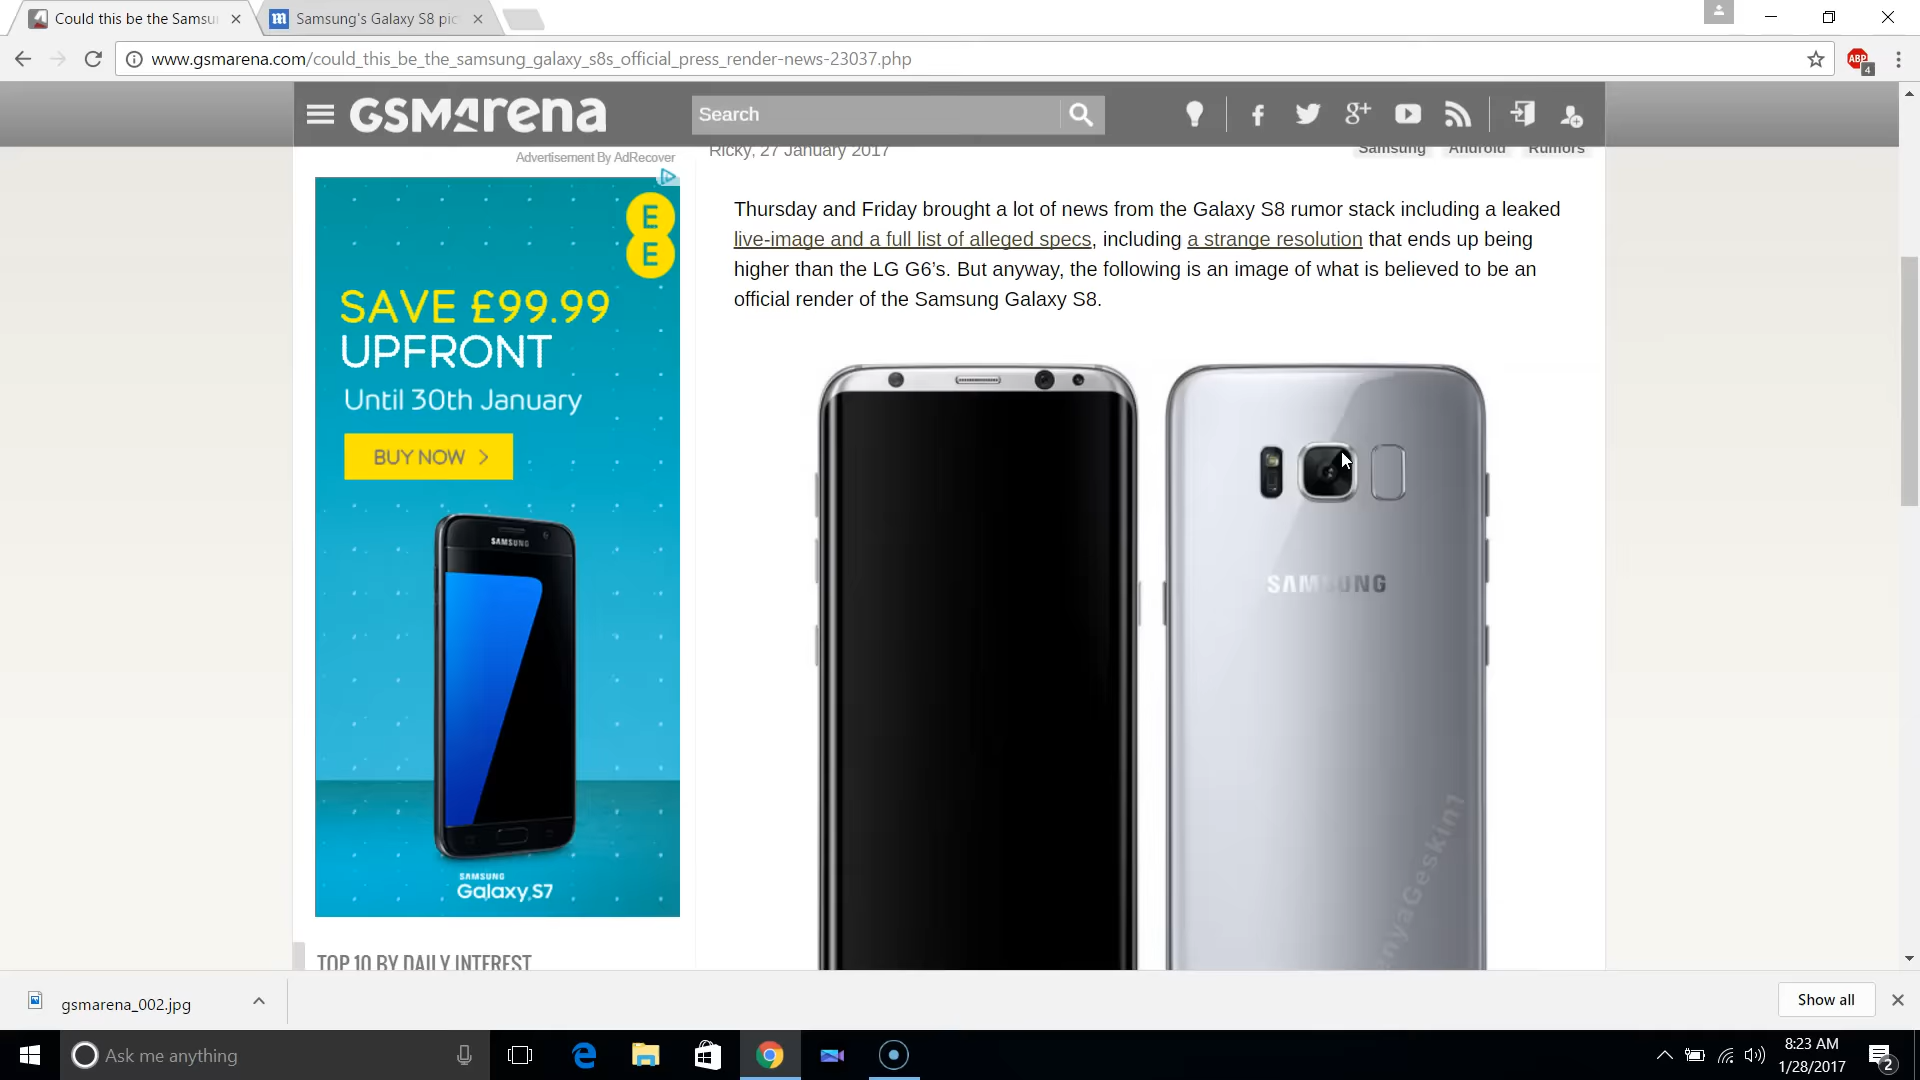 Could this be the Samsu
Samsung's Galaxy S8 pic
www.gsmarena.com/could_this_be_the_samsung_galaxy_s8s_official_press_render-news-23037.php
ABP
4
GSMArena
Search
g+
Advertisement By AdRecover
Ricky, 27 January 2017
Samsung
Android
Rumors
E
E
SAVE £99.99
UPFRONT
Until 30th January
BUY NOW >
SAMSUNG
SAMSUNG
Galaxy S7
Thursday and Friday brought a lot of news from the Galaxy S8 rumor stack including a leaked
live-image and a full list of alleged specs, including a strange resolution that ends up being
higher than the LG G6’s. But anyway, the following is an image of what is believed to be an
official render of the Samsung Galaxy S8.
SAMSUNG
nyaGeskin1
TOP 10 BY DAILY INTEREST
gsmarena_002.jpg
Show all
Ask me anything
8:23 AM
1/28/2017
2